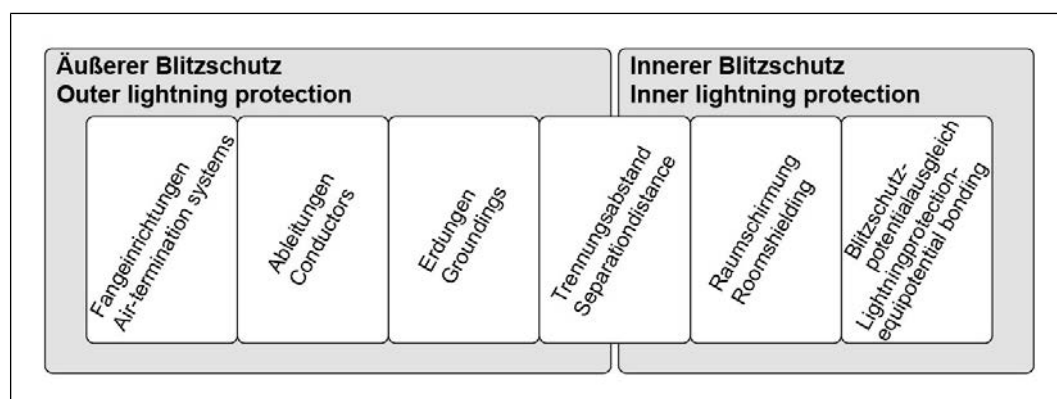 Äußerer Blitzschutz
Outer lightning protection
Innerer Blitzschutz
Inner lightning protection
Fangeinrichtungen
Air-termination systems
Ableitungen
Conductors
Erdungen
Groundings
Trennungsabstand
Separationdistance
Raumschirmung
Roomshielding
Blitzschutz-
potentialausgleich
Lightningprotection-
equipotential bonding